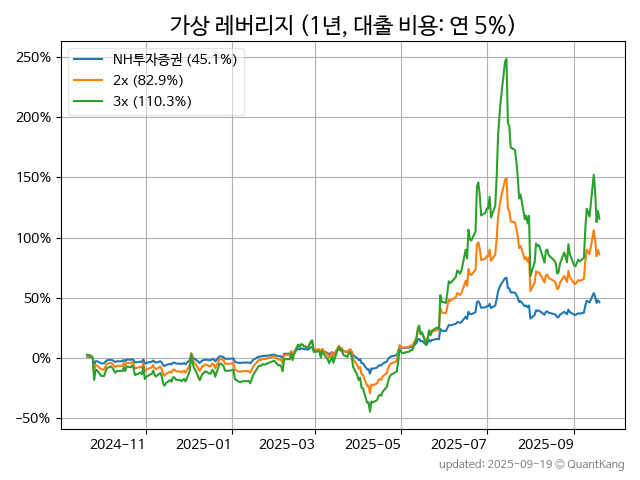 가상 레버리지 (1년, 대출 비용: 연 5%)
NH투자증권 (45.1%)
2x (82.9%)
3x (110.3%)
250%
200%
150%
100%
50%
0%
−50%
2024-11
2025-01
2025-03
2025-05
2025-07
2025-09
updated: 2025-09-19 © QuantKang